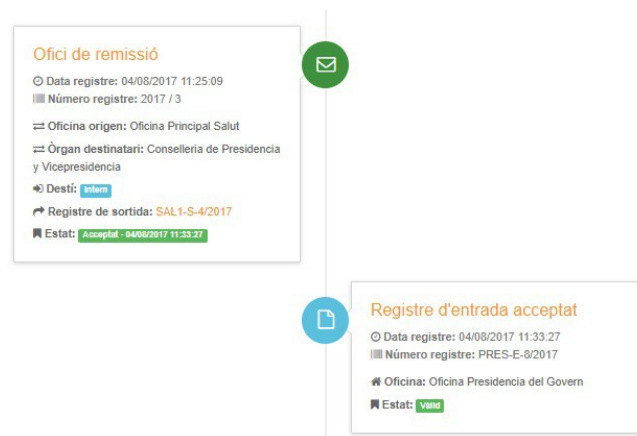 Ofici de remissió
Data registre: 04/08/2017 11:25:09
Número registre: 2017 / 3
Oficina origen: Oficina Principal Salut
Òrgan destinatari: Conselleria de Presidencia
y Vicepresidencia
Destí: Intern
Registre de sortida: SAL1-S-4/2017
Estat: Acceptat - 04/08/2017 11:33:27
Registre d'entrada acceptat
Data registre: 04/08/2017 11:33:27
Número registre: PRES-E-8/2017
Oficina: Oficina Presidencia del Govern
Estat: Vàlid